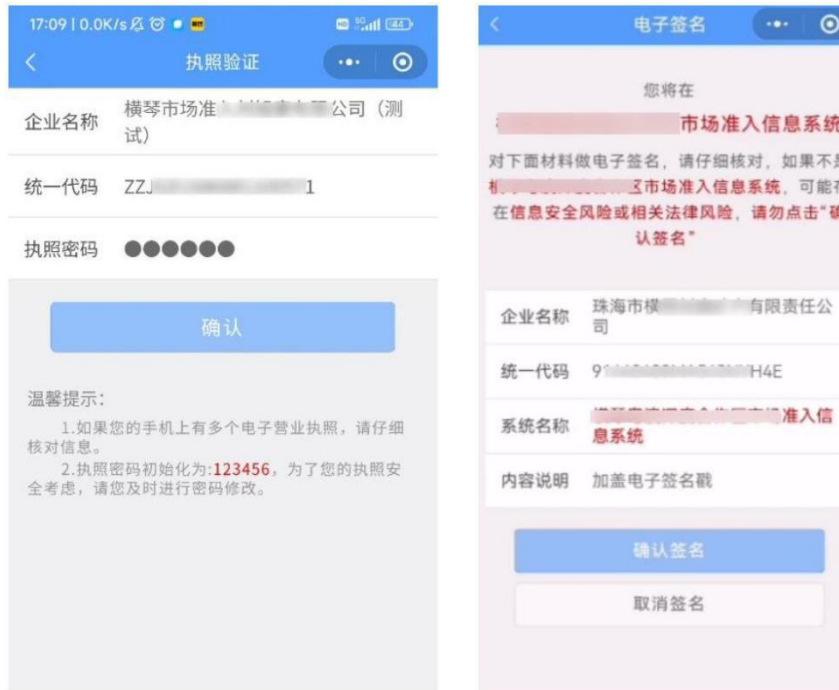 17:09 | 0.0K/s
44
执照验证
企业名称
横琴市场准
公司（测
试）
统一代码
ZZJ
1
执照密码
●●●●●●
确认
温馨提示：
1.如果您的手机上有多个电子营业执照，请仔细
核对信息。
2.执照密码初始化为:123456，为了您的执照安
全考虑，请您及时进行密码修改。
电子签名
您将在
市场准入信息系统
对下面材料做电子签名，请仔细核对，如果不是
区市场准入信息系统，可能存
在信息安全风险或相关法律风险，请勿点击“确
认签名”
企业名称
珠海市横
有限责任公
司
统一代码
9
H4E
系统名称
准入信
息系统
内容说明
加盖电子签名戳
确认签名
取消签名